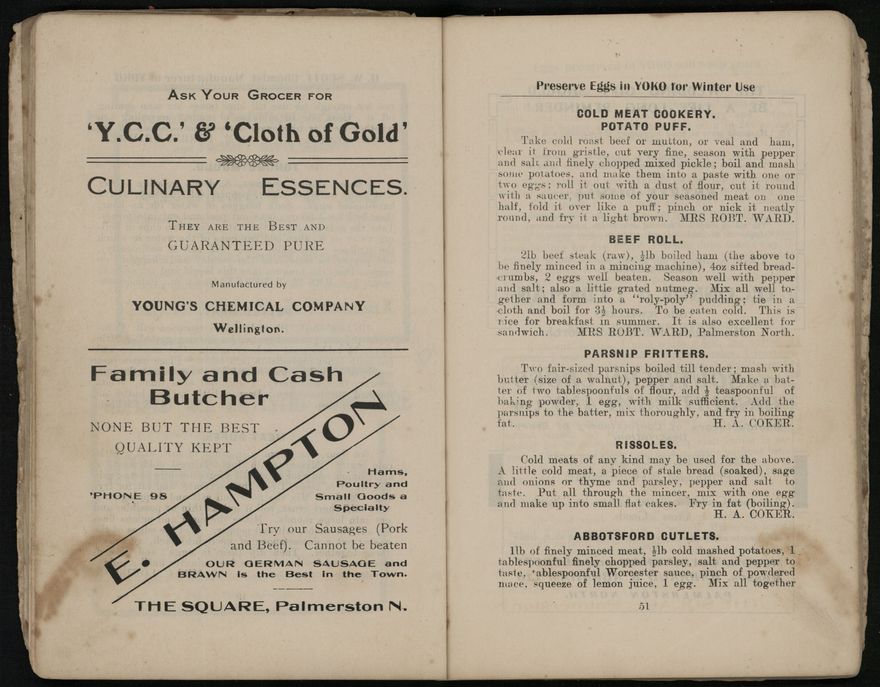 ASK YOUR GROCER FOR
'Y.C.C.' & 'Cloth of Gold'
CULINARY ESSENCES.
THEY ARE THE BEST AND
GUARANTEED PURE
Manufactured by
YOUNG'S CHEMICAL COMPANY
Wellington.
Family and Cash
Butcher
NONE BUT THE BEST
QUALITY KEPT
'PHONE 98
E. HAMPTON
Hams,
Poultry and
Small Goods a
Specialty
Try our Sausages (Pork
and Beef). Cannot be beaten
OUR GERMAN SAUSAGE and
BRAWN is the Best in the Town.
THE SQUARE, Palmerston N.
Preserve Eggs in YOKO for Winter Use
COLD MEAT COOKERY.
POTATO PUFF.
Take cold roast beef or mutton, or veal and ham,
clear it from gristle, cut very fine, season with pepper
and salt and finely chopped mixed pickle; boil and mash
some potatoes, and make them into a paste with one or
two eggs; roll it out with a dust of flour, cut it round
with a saucer, put some of your seasoned meat on one
half, fold it over like a puff; pinch or nick it neatly
round, and fry it a light brown. MRS ROBT. WARD.
BEEF ROLL.
2lb beef steak (raw), ½lb boiled ham (the above to
be finely minced in a mincing machine), 4oz sifted bread-
crumbs, 2 eggs well beaten. Season well with pepper
and salt; also a little grated nutmeg. Mix all well to-
gether and form into a "roly-poly" pudding; tie in a
cloth and boil for 3½ hours. To be eaten cold. This is
nice for breakfast in summer. It is also excellent for
sandwich. MRS ROBT. WARD, Palmerston North.
PARSNIP FRITTERS.
Two fair-sized parsnips boiled till tender; mash with
butter (size of a walnut), pepper and salt. Make a bat-
ter of two tablespoonfuls of flour, add ½ teaspoonful of
baking powder, 1 egg, with milk sufficient. Add the
parsnips to the batter, mix thoroughly, and fry in boiling
fat. H. A. COKER.
RISSOLES.
Cold meats of any kind may be used for the above.
A little cold meat, a piece of stale bread (soaked), sage
and onions or thyme and parsley, pepper and salt to
taste. Put all through the mincer, mix with one egg
and make up into small flat cakes. Fry in fat (boiling).
H. A. COKER.
ABBOTSFORD CUTLETS.
1lb of finely minced meat, ½lb cold mashed potatoes, 1
tablespoonful finely chopped parsley, salt and pepper to
taste, tablespoonful Worcester sauce, pinch of powdered
mace, squeeze of lemon juice, 1 egg. Mix all together
51